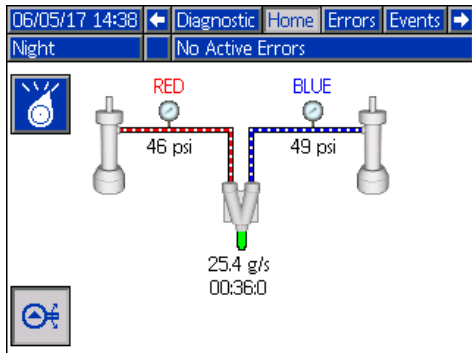 06/05/17 14:38 Diagnostic Home Errors Events
Night No Active Errors
RED BLUE
46 psi 49 psi
25.4 g/s
00:36:0